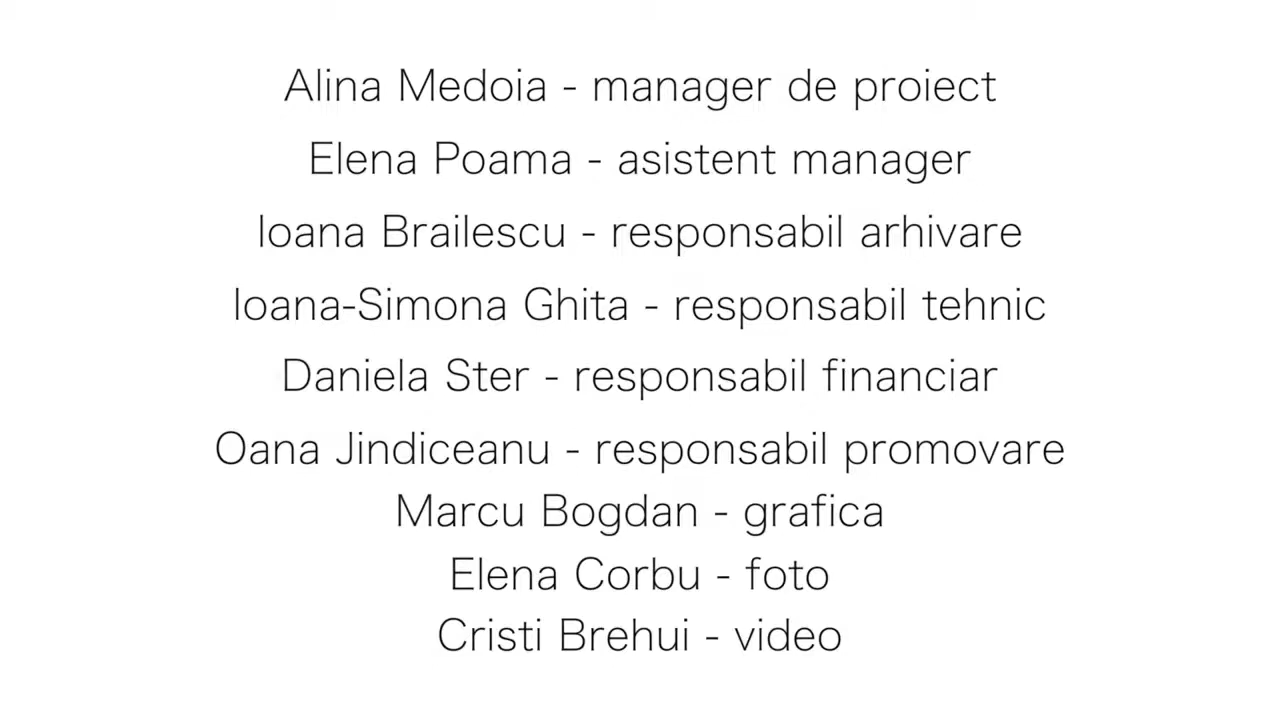 Alina Medoia - manager de proiect
Elena Poama - asistent manager
Ioana Brailescu - responsabil arhivare
Ioana-Simona Ghita - responsabil tehnic
Daniela Ster - responsabil financiar
Oana Jindiceanu - responsabil promovare
Marcu Bogdan - grafica
Elena Corbu - foto
Cristi Brehui - video